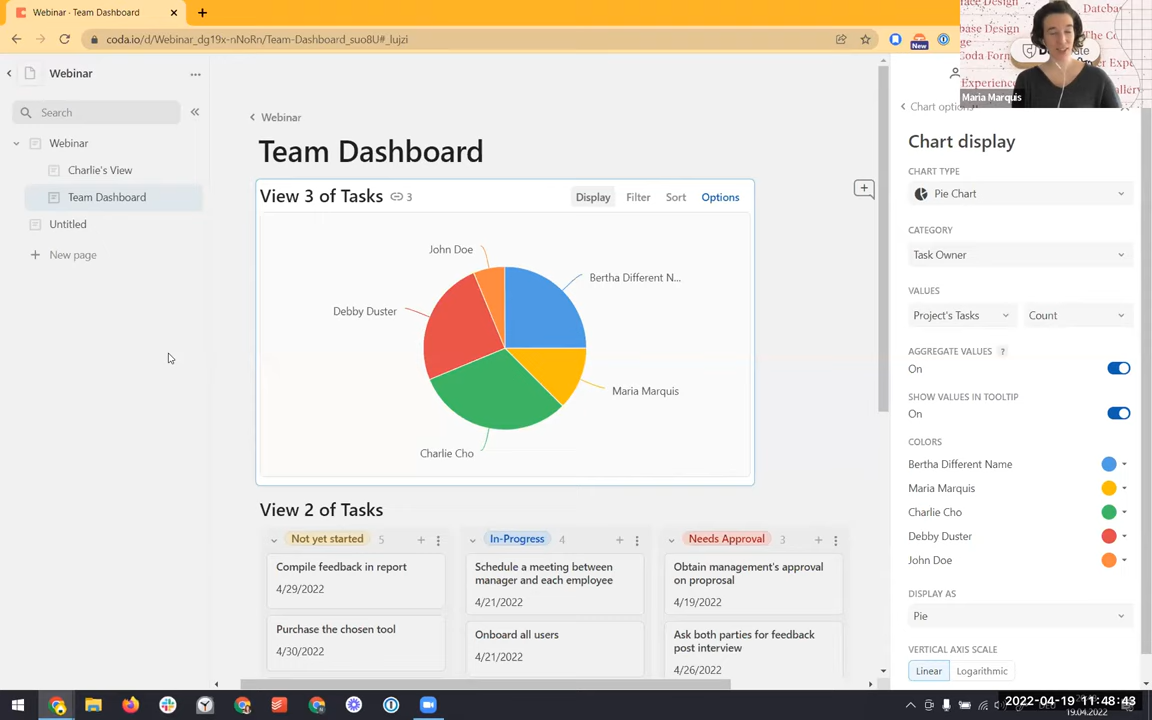 Webinar · Team Dashboard
coda.io/d/Webinar_dg19x-nNoRn/Team-Dashboard_suo8U#_lujzi
New
Maria Marquis
Webinar
Search
Webinar
Charlie's View
Team Dashboard
Untitled
New page
Webinar
Team Dashboard
View 3 of Tasks
3
Display
Filter
Sort
Options
John Doe
Bertha Different N...
Debby Duster
Maria Marquis
Charlie Cho
View 2 of Tasks
Not yet started 5
Compile feedback in report
4/29/2022
Purchase the chosen tool
4/30/2022
In-Progress 4
Schedule a meeting between
manager and each employee
4/21/2022
Onboard all users
4/21/2022
Needs Approval 3
Obtain management's approval
on proprosal
4/19/2022
Ask both parties for feedback
post interview
4/26/2022
Chart display
CHART TYPE
Pie Chart
CATEGORY
Task Owner
VALUES
Project's Tasks
Count
AGGREGATE VALUES
On
SHOW VALUES IN TOOLTIP
On
COLORS
Bertha Different Name
Maria Marquis
Charlie Cho
Debby Duster
John Doe
DISPLAY AS
Pie
VERTICAL AXIS SCALE
Linear
Logarithmic
2022-04-19 11:48:43
19.04.2022